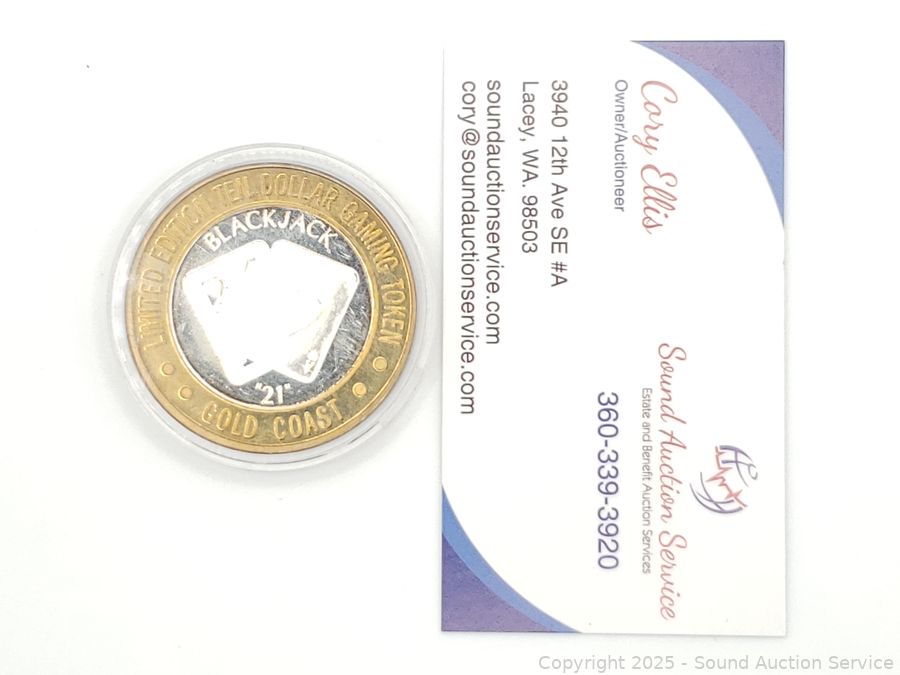 LIMITED EDITION TEN DOLLAR GAMING TOKEN
BLACKJACK
"21"
GOLD COAST
Cory Ellis
Owner/Auctioneer
3940 12th Ave SE #A
Lacey, WA. 98503
soundauctionservice.com
cory@soundauctionservice.com
Sound Auction Service
Estate and Benefit Auction Services
360-339-3920
Copyright 2025 - Sound Auction Service